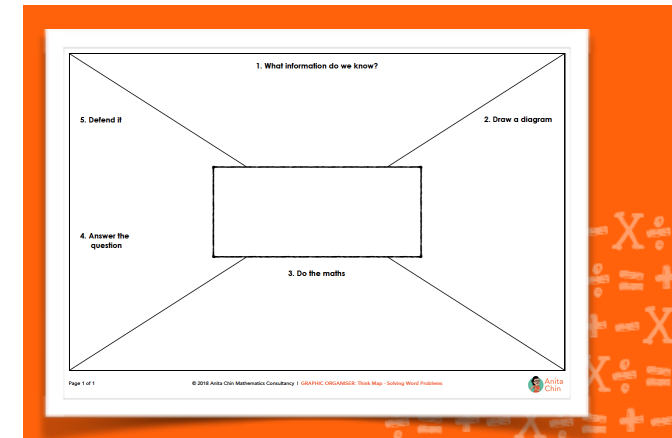 1. What information do we know?
5. Defend it
2. Draw a diagram
4. Answer the
question
3. Do the maths
Page 1 of 1
© 2018 Anita Chin Mathematics Consultancy I GRAPHIC ORGANISER: Think Map - Solving Word Problems
Anita
Chin
-X÷
÷=+
+-X
X÷=
÷=-X÷+-